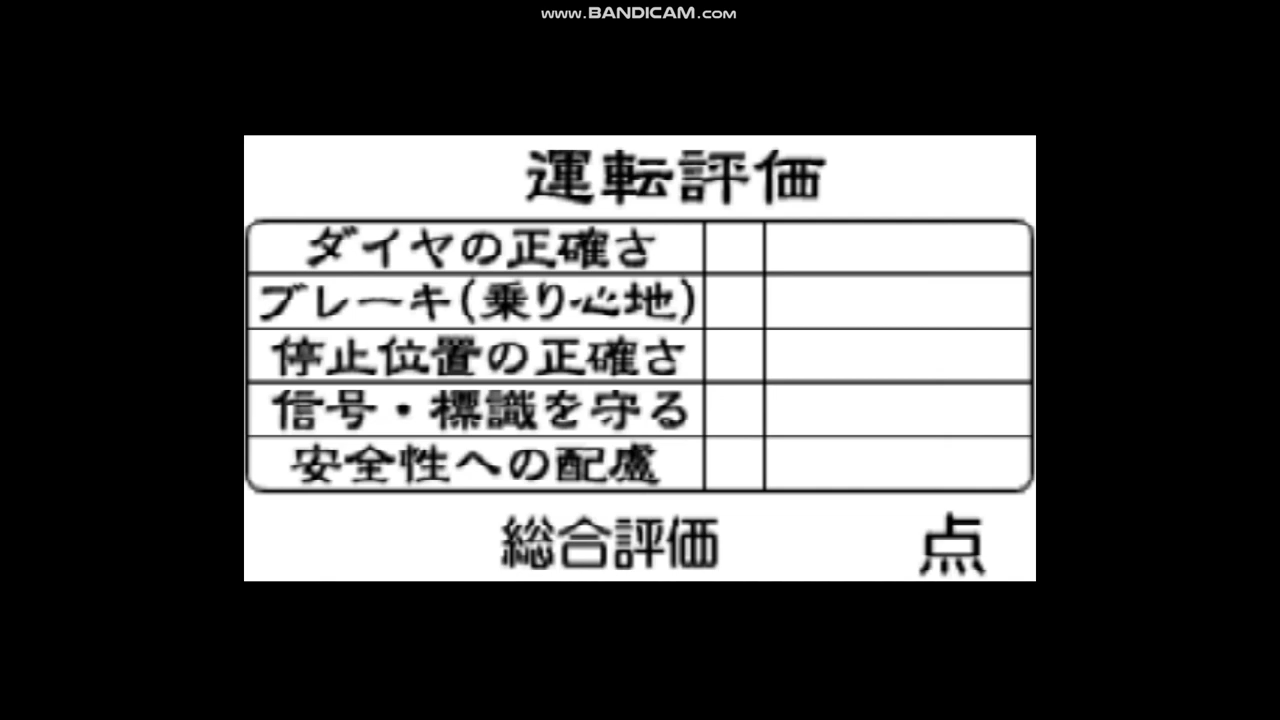 www.BANDICAM.com
運転評価
ダイヤの正確さ
ブレーキ(乗り心地)
停止位置の正確さ
信号・標識を守る
安全性への配慮
総合評価 点